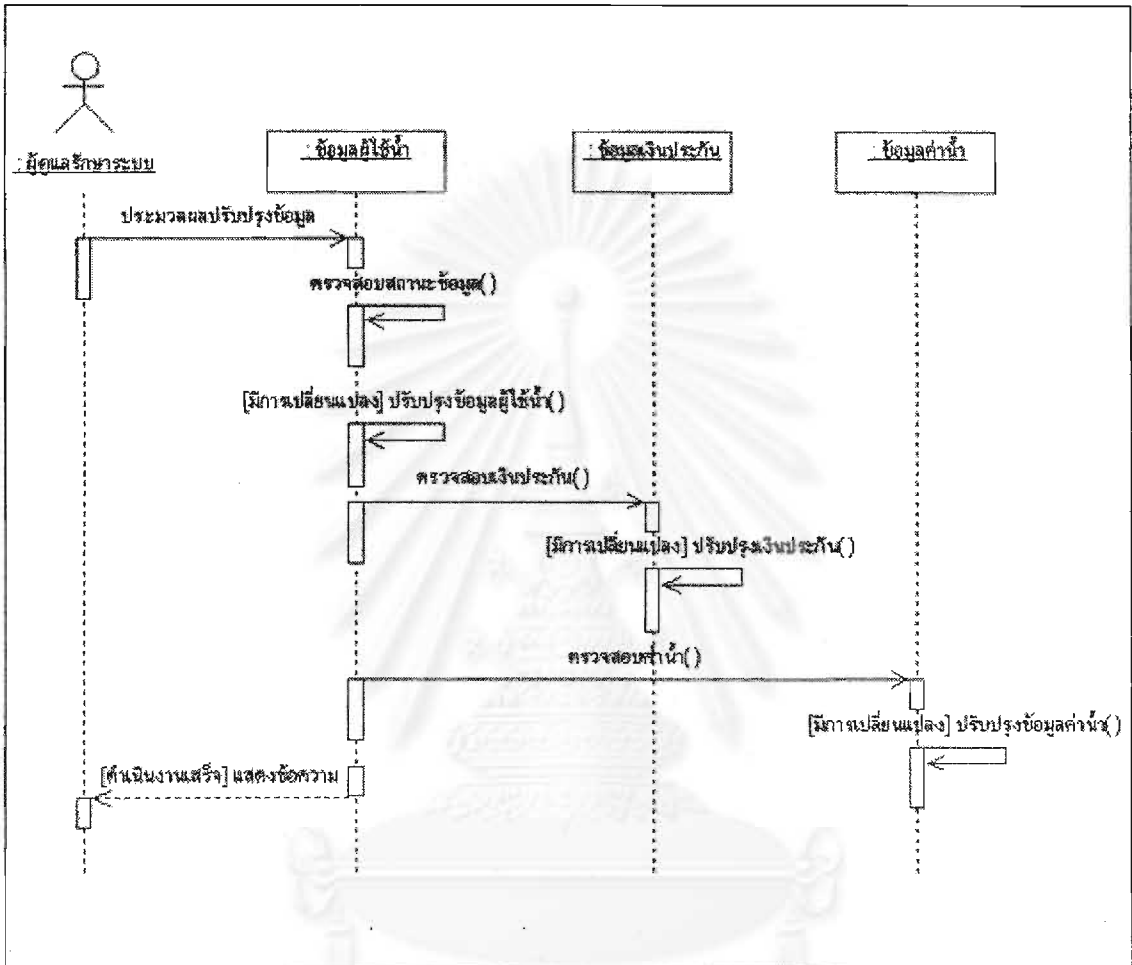 : ผู้ดูแลรักษาระบบ
: ข้อมูลผู้ใช้น้ำ
: ข้อมูลเงินประกัน
: ข้อมูลค่าน้ำ
ประมวลผลปรับปรุงข้อมูล
ตรวจสอบสถานะข้อมูล()
[มีการเปลี่ยนแปลง] ปรับปรุงข้อมูลผู้ใช้น้ำ()
ตรวจสอบเงินประกัน()
[มีการเปลี่ยนแปลง] ปรับปรุงเงินประกัน()
ตรวจสอบค่าน้ำ()
[มีการเปลี่ยนแปลง] ปรับปรุงข้อมูลค่าน้ำ()
[ดำเนินงานเสร็จ] แสดงข้อความ